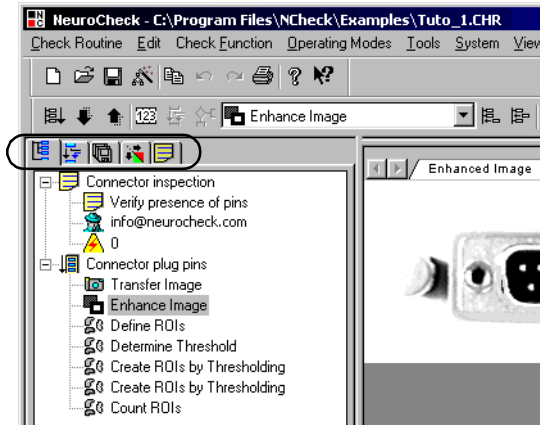 NeuroCheck - C:\Program Files\NCheck\Examples\Tuto_1.CHR
Check Routine Edit Check Function Operating Modes Tools System View
123 Enhance Image
Enhanced Image
Connector inspection
Verify presence of pins
info@neurocheck.com
0
Connector plug pins
Transfer Image
Enhance Image
Define ROIs
Determine Threshold
Create ROIs by Thresholding
Create ROIs by Thresholding
Count ROIs